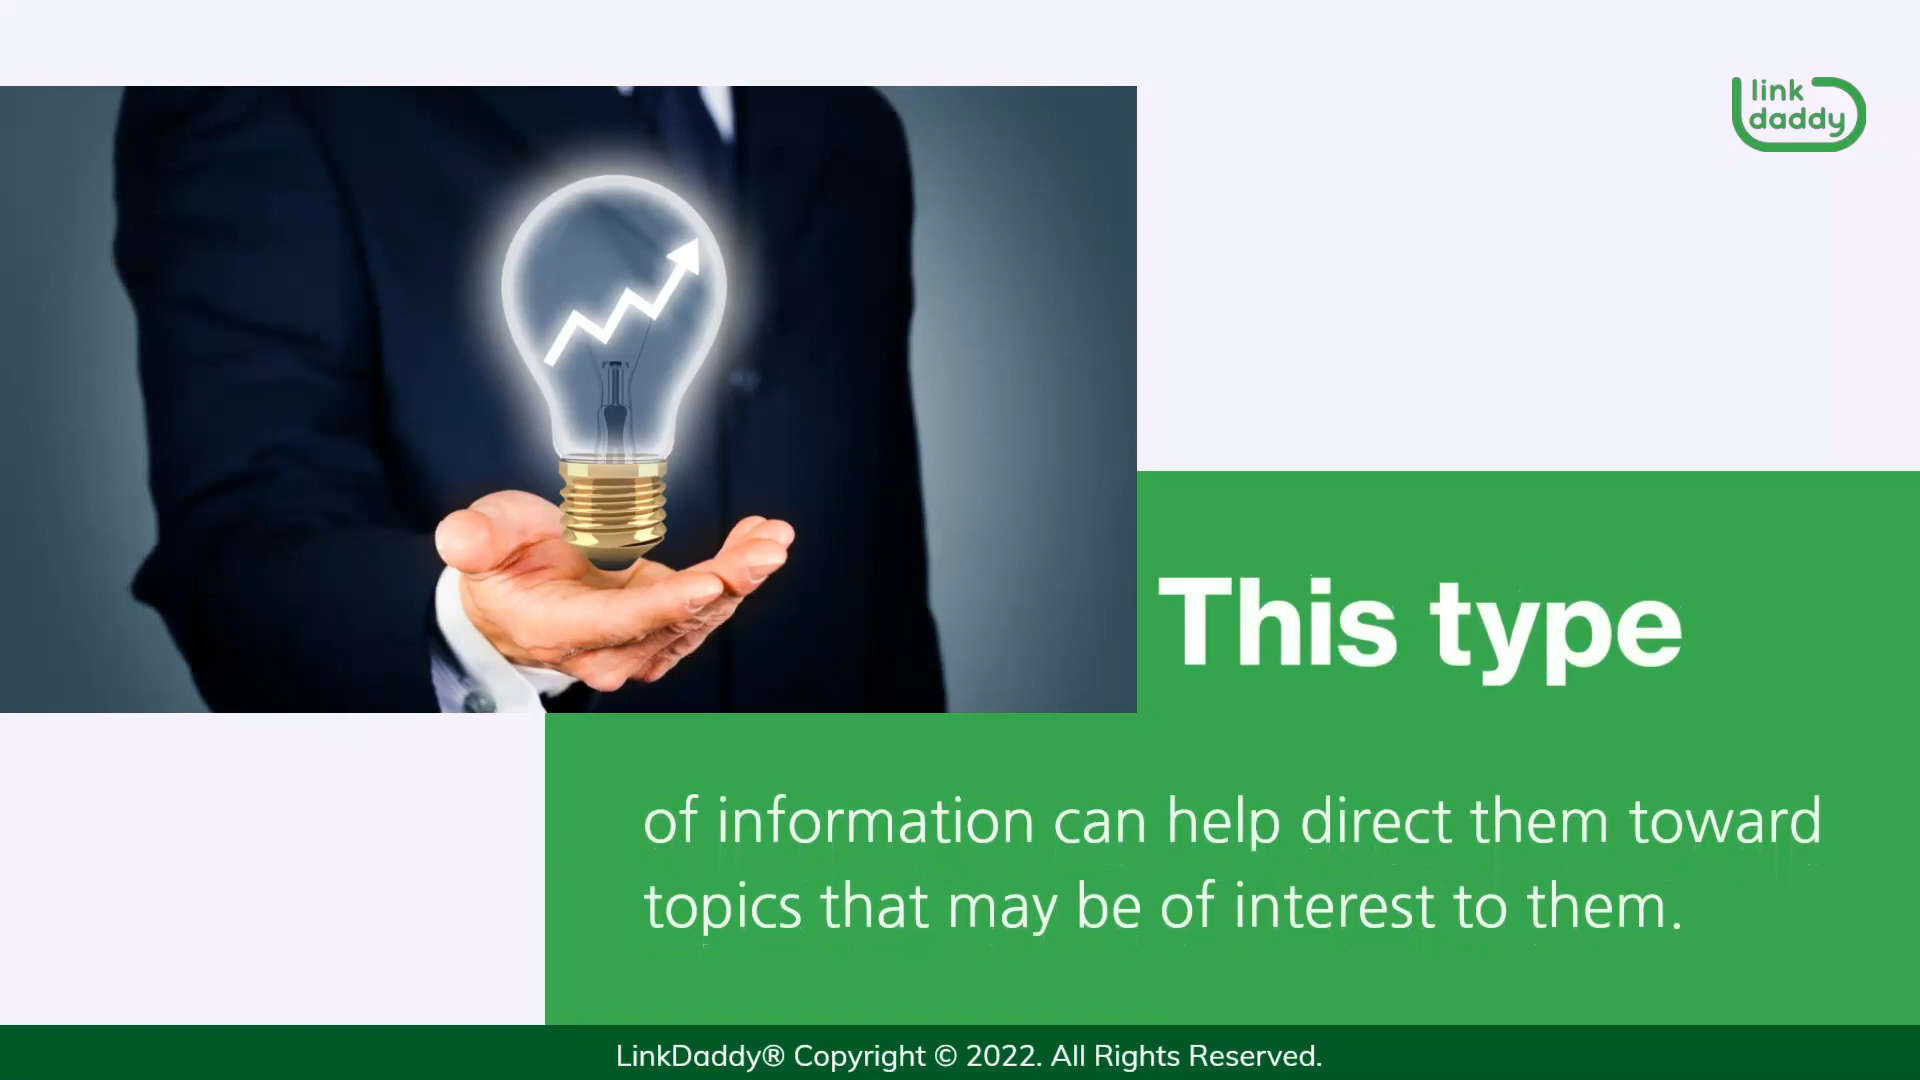 link
daddy
This type
of information can help direct them toward
topics that may be of interest to them.
LinkDaddy® Copyright © 2022. All Rights Reserved.